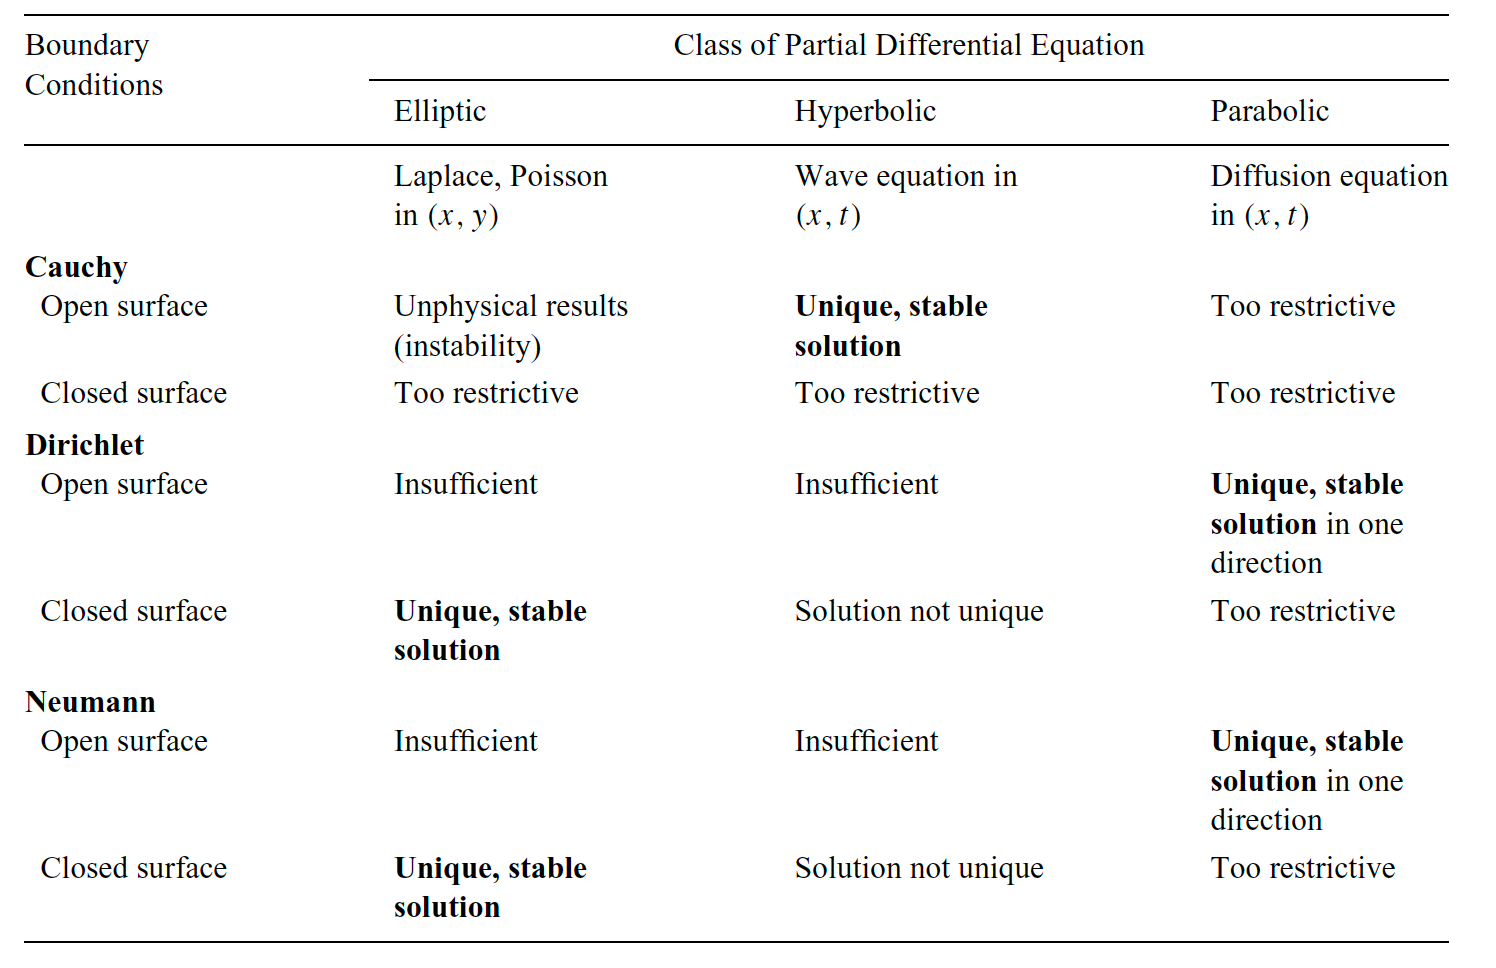 Boundary Conditions Class of Partial Differential Equation
Elliptic Hyperbolic Parabolic
Laplace, Poisson Wave equation in Diffusion equation
in (x, y) (x, t) in (x, t)
Cauchy
Open surface Unphysical results Unique, stable Too restrictive
(instability) solution
Closed surface Too restrictive Too restrictive Too restrictive
Dirichlet
Open surface Insufficient Insufficient Unique, stable
solution in one
direction
Closed surface Unique, stable Solution not unique Too restrictive
solution
Neumann
Open surface Insufficient Insufficient Unique, stable
solution in one
direction
Closed surface Unique, stable Solution not unique Too restrictive
solution